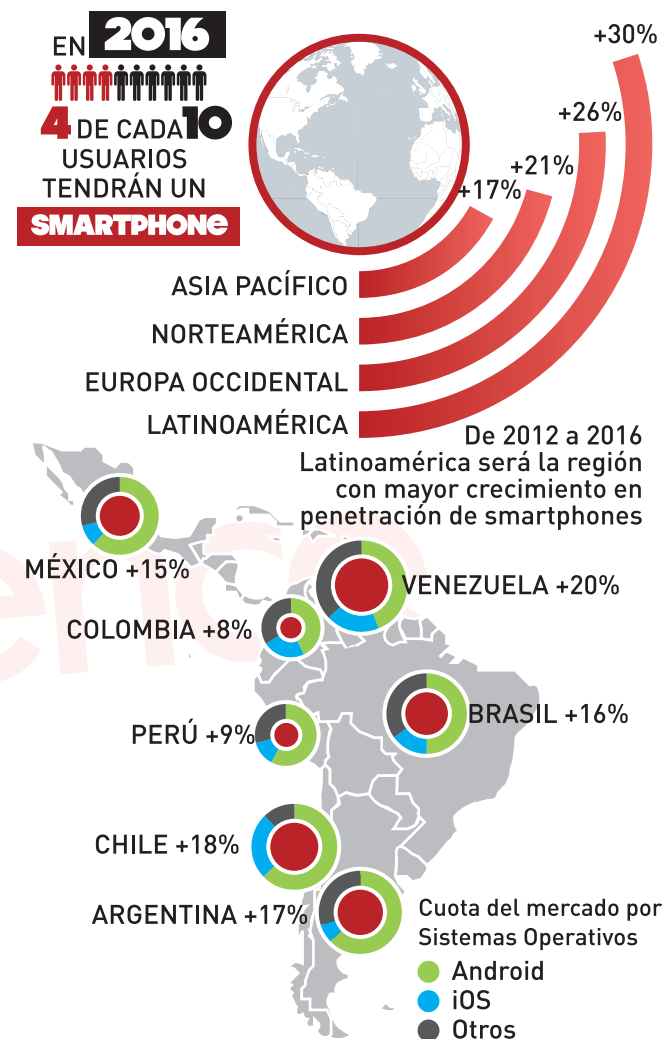 EN 2016
4 DE CADA 10
USUARIOS
TENDRÁN UN
SMARTPHONe
+30%
+26%
+21%
+17%
ASIA PACÍFICO
NORTEAMÉRICA
EUROPA OCCIDENTAL
LATINOAMÉRICA
De 2012 a 2016
Latinoamérica será la región
con mayor crecimiento en
penetración de smartphones
MÉXICO +15%
VENEZUELA +20%
COLOMBIA +8%
BRASIL +16%
PERÚ +9%
CHILE +18%
ARGENTINA +17%
Cuota del mercado por
Sistemas Operativos
Android
iOS
Otros